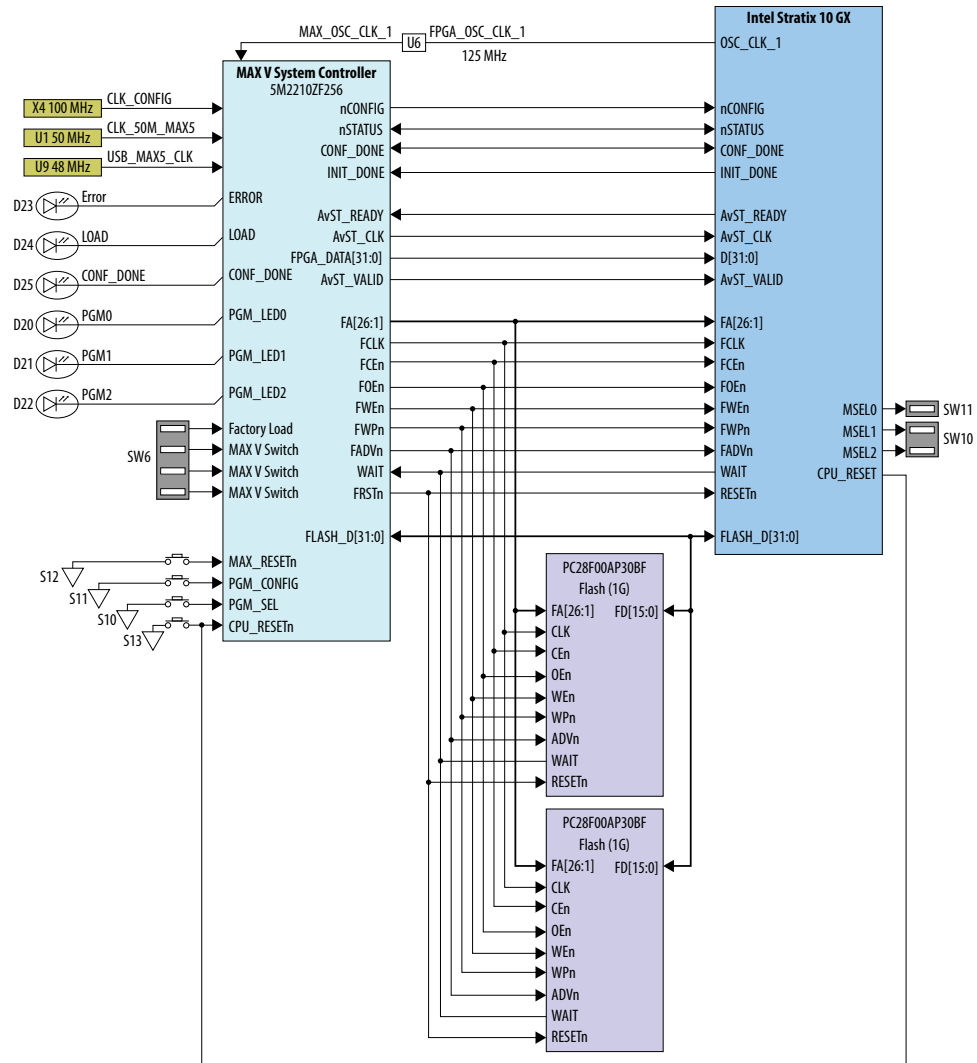 MAX_OSC_CLK_1 U6 FPGA_OSC_CLK_1
125 MHz
Intel Stratix 10 GX
OSC_CLK_1
MAX V System Controller
5M2210ZF256
X4 100 MHz CLK_CONFIG
U1 50 MHz CLK_50M_MAX5
U9 48 MHz USB_MAX5_CLK
nCONFIG nCONFIG
nSTATUS nSTATUS
CONF_DONE CONF_DONE
INIT_DONE INIT_DONE
D23 Error ERROR
D24 LOAD LOAD
D25 CONF_DONE CONF_DONE
D20 PGM0 PGM_LED0
D21 PGM1 PGM_LED1
D22 PGM2 PGM_LED2
AvST_READY AvST_READY
AvST_CLK AvST_CLK
FPGA_DATA[31:0] D[31:0]
AvST_VALID AvST_VALID
FA[26:1] FA[26:1]
FCLK FCLK
FCEn FCEn
FOEn FOEn
FWEn FWEn
FWPn FWPn
FADVn FADVn
WAIT WAIT
FRSTn RESETn
FLASH_D[31:0] FLASH_D[31:0]
MSEL0 SW11
MSEL1
MSEL2
SW10
CPU_RESET
SW6
Factory Load
MAX V Switch
MAX V Switch
MAX V Switch
S12 MAX_RESETn
S11 PGM_CONFIG
S10 PGM_SEL
S13 CPU_RESETn
PC28F00AP30BF
Flash (1G)
FA[26:1] FD[15:0]
CLK
CEn
OEn
WEn
WPn
ADVn
WAIT
RESETn
PC28F00AP30BF
Flash (1G)
FA[26:1] FD[15:0]
CLK
CEn
OEn
WEn
WPn
ADVn
WAIT
RESETn